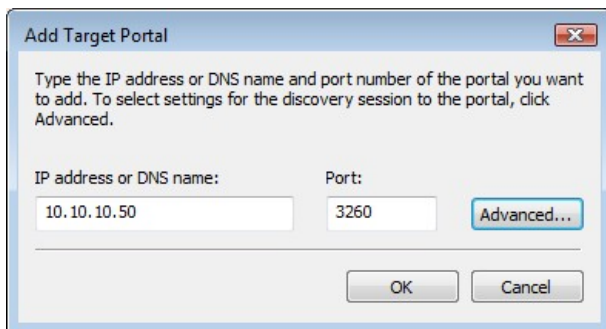 Add Target Portal
Type the IP address or DNS name and port number of the portal you want
to add. To select settings for the discovery session to the portal, click
Advanced.
IP address or DNS name: Port:
10.10.10.50 3260 Advanced...
OK Cancel